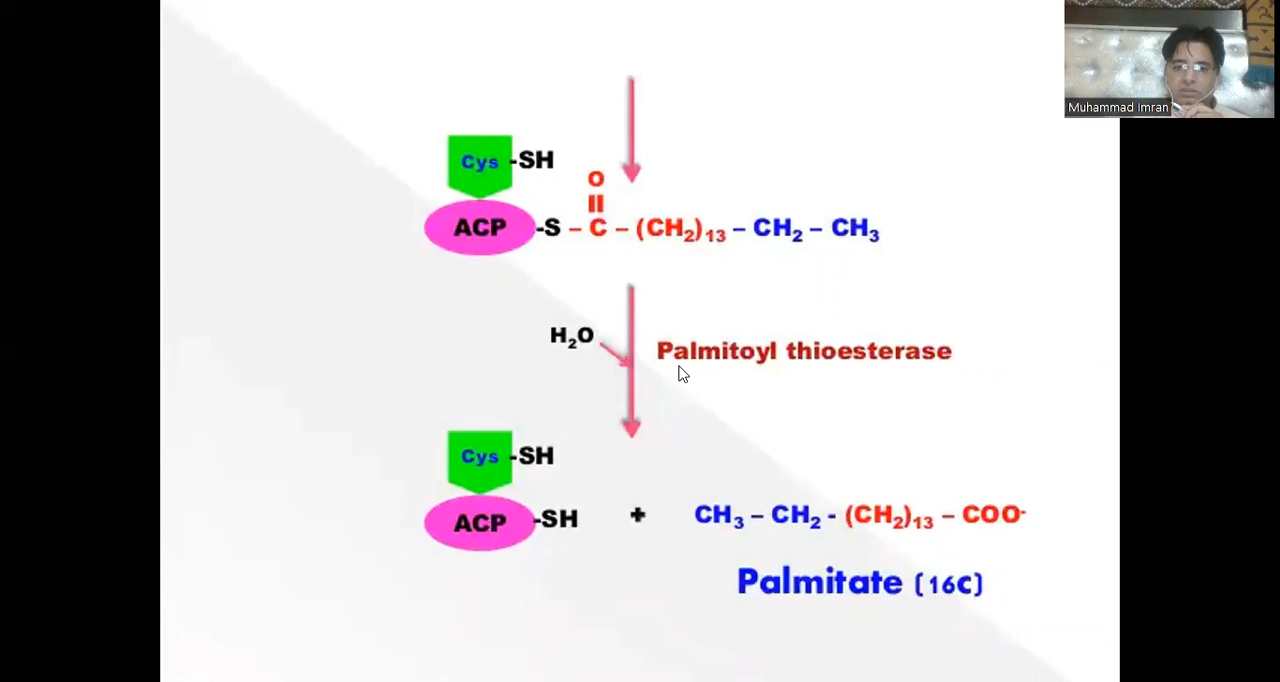 Muhammad Imran
Cys -SH
O
ACP -S – C – (CH₂)₁₃ – CH₂ – CH₃
H₂O
Palmitoyl thioesterase
Cys -SH
ACP -SH + CH₃ – CH₂ - (CH₂)₁₃ – COO⁻
Palmitate (16C)